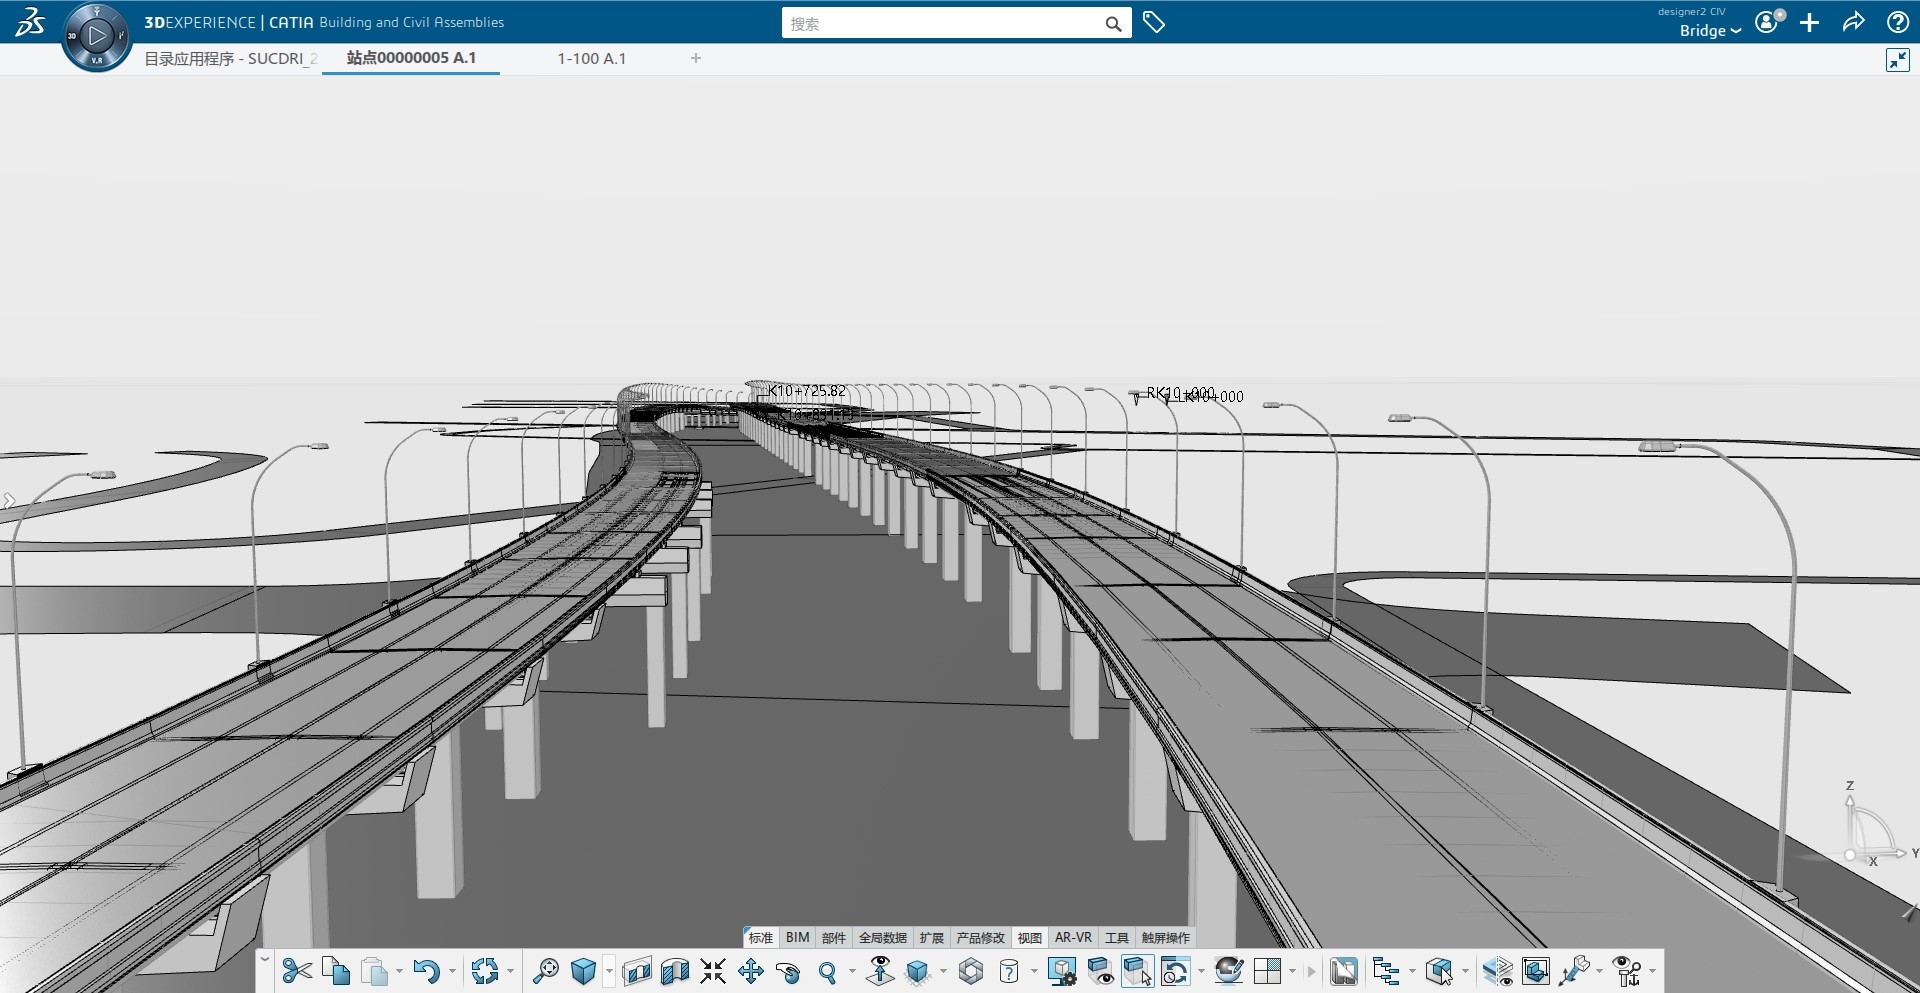 3DEXPERIENCE | CATIA Building and Civil Assemblies
搜索
designer2 CIV
Bridge
3D
V.R
目录应用程序 - SUCDRI_2
站点00000005 A.1
1-100 A.1
K10+725.82
RK10+000
LK10+000
Z
Y
X
标准 BIM 部件 全局数据 扩展 产品修改 视图 AR-VR 工具 触屏操作